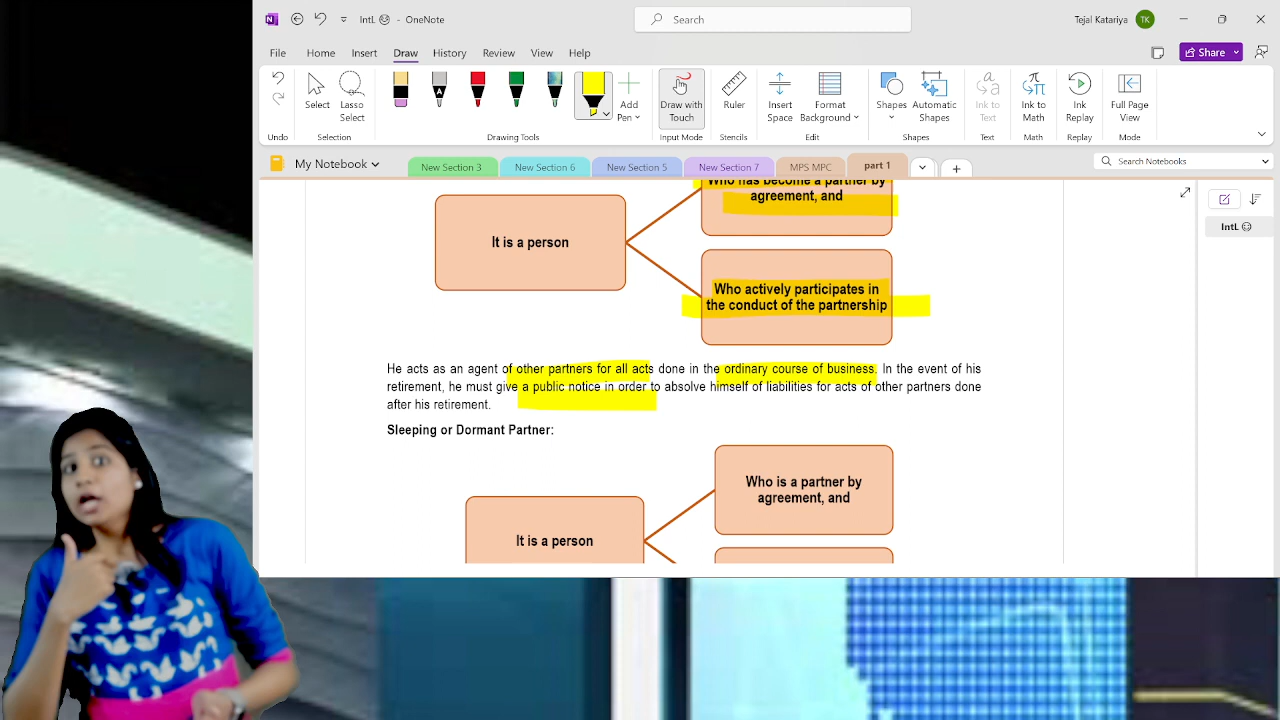 IntL - OneNote
Search
Tejal Katariya TK
File Home Insert Draw History Review View Help
Share
Undo
Select
Lasso Select
Selection
A
Add Pen
Drawing Tools
Draw with Touch
Input Mode
Ruler
Stencils
Insert Space
Format Background
Edit
Shapes
Automatic Shapes
Shapes
Ink to Text
Text
Ink to Math
Math
Ink Replay
Replay
Full Page View
Mode
My Notebook
New Section 3 New Section 6 New Section 5 New Section 7 MPS MPC part 1
Search Notebooks
IntL
It is a person
Who has become a partner by
agreement, and
Who actively participates in
the conduct of the partnership
He acts as an agent of other partners for all acts done in the ordinary course of business. In the event of his
retirement, he must give a public notice in order to absolve himself of liabilities for acts of other partners done
after his retirement.
Sleeping or Dormant Partner:
Who is a partner by
agreement, and
It is a person